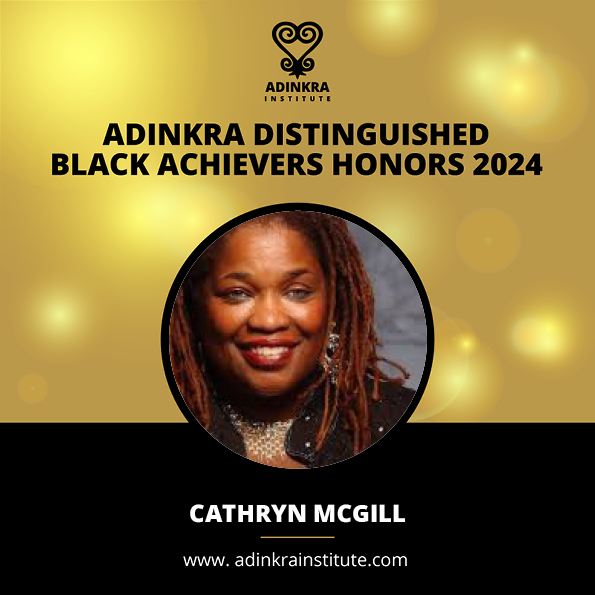 ADINKRA
INSTITUTE
ADINKRA DISTINGUISHED
BLACK ACHIEVERS HONORS 2024
CATHRYN MCGILL
www. adinkrainstitute.com